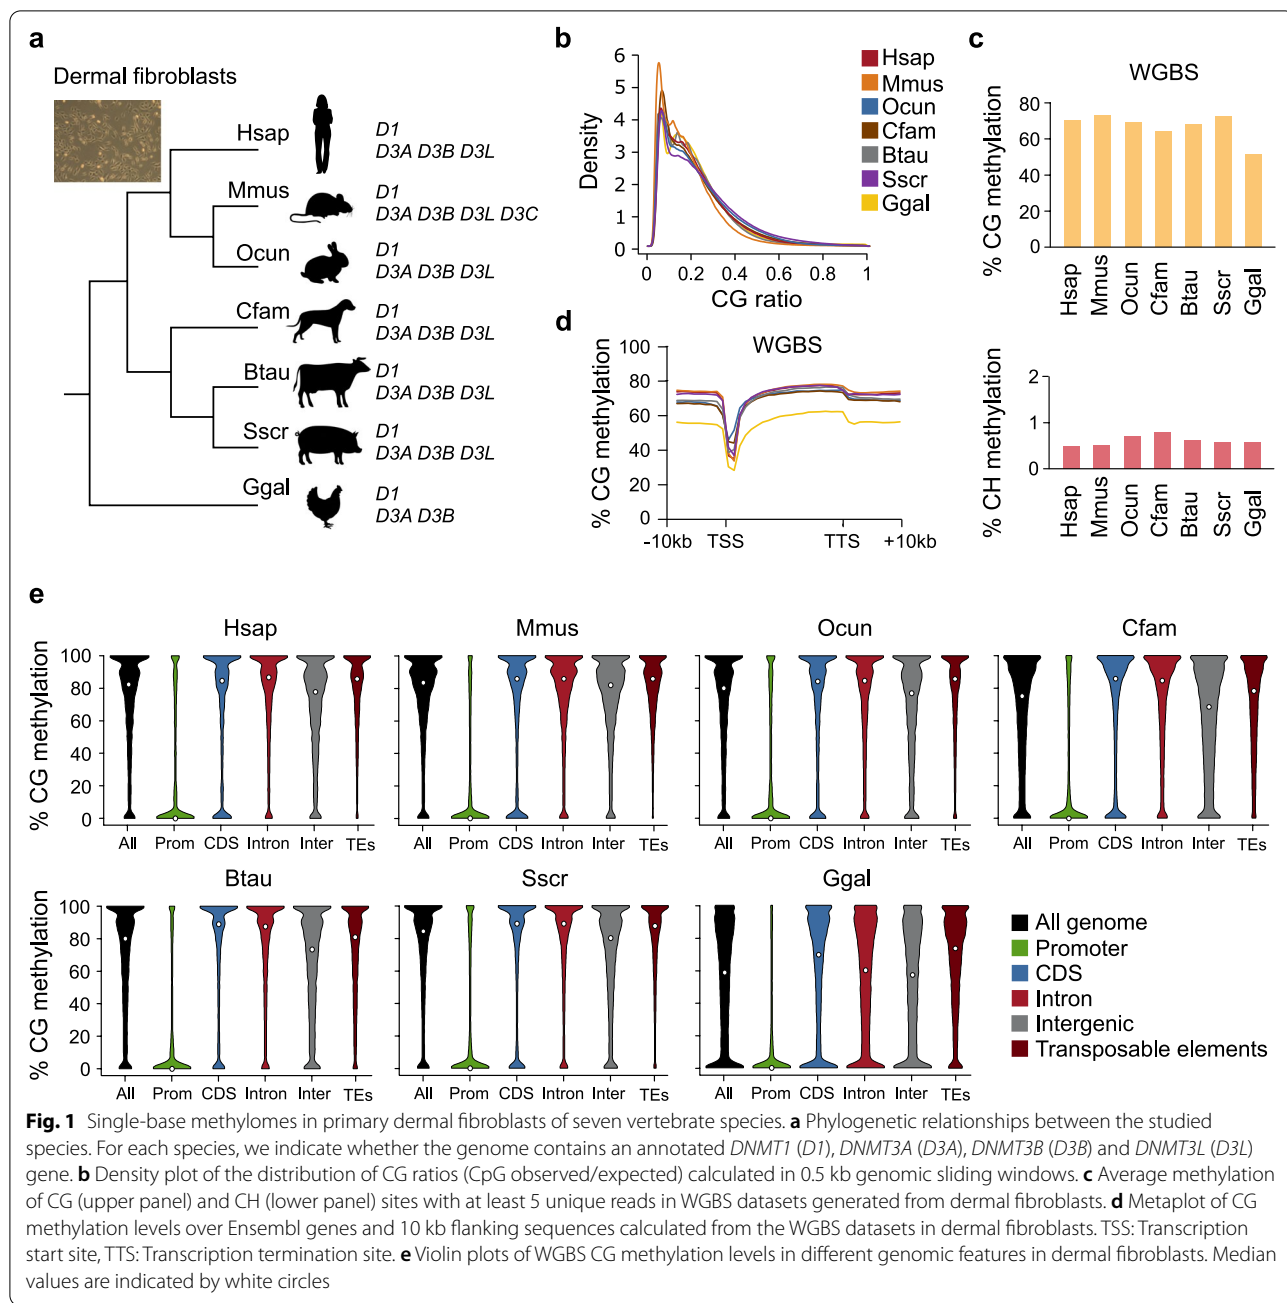 a
Dermal fibroblasts
Hsap
D1
D3A D3B D3L
Mmus
D1
D3A D3B D3L D3C
Ocun
D1
D3A D3B D3L
Cfam
D1
D3A D3B D3L
Btau
D1
D3A D3B D3L
Sscr
D1
D3A D3B D3L
Ggal
D1
D3A D3B
b
Density
6
5
4
3
2
1
0
0 0.2 0.4 0.6 0.8 1
CG ratio
Hsap
Mmus
Ocun
Cfam
Btau
Sscr
Ggal
c
WGBS
% CG methylation
80
60
40
20
0
Hsap Mmus Ocun Cfam Btau Sscr Ggal
% CH methylation
2
1
0
Hsap Mmus Ocun Cfam Btau Sscr Ggal
d
WGBS
% CG methylation
100
80
60
40
20
0
-10kb TSS TTS +10kb
e
Hsap Mmus Ocun Cfam
% CG methylation
100
80
60
40
20
0
All Prom CDS Intron Inter TEs All Prom CDS Intron Inter TEs All Prom CDS Intron Inter TEs All Prom CDS Intron Inter TEs
Btau Sscr Ggal
% CG methylation
100
80
60
40
20
0
All Prom CDS Intron Inter TEs All Prom CDS Intron Inter TEs All Prom CDS Intron Inter TEs
All genome
Promoter
CDS
Intron
Intergenic
Transposable elements
Fig. 1 Single-base methylomes in primary dermal fibroblasts of seven vertebrate species. a Phylogenetic relationships between the studied
species. For each species, we indicate whether the genome contains an annotated DNMT1 (D1), DNMT3A (D3A), DNMT3B (D3B) and DNMT3L (D3L)
gene. b Density plot of the distribution of CG ratios (CpG observed/expected) calculated in 0.5 kb genomic sliding windows. c Average methylation
of CG (upper panel) and CH (lower panel) sites with at least 5 unique reads in WGBS datasets generated from dermal fibroblasts. d Metaplot of CG
methylation levels over Ensembl genes and 10 kb flanking sequences calculated from the WGBS datasets in dermal fibroblasts. TSS: Transcription
start site, TTS: Transcription termination site. e Violin plots of WGBS CG methylation levels in different genomic features in dermal fibroblasts. Median
values are indicated by white circles